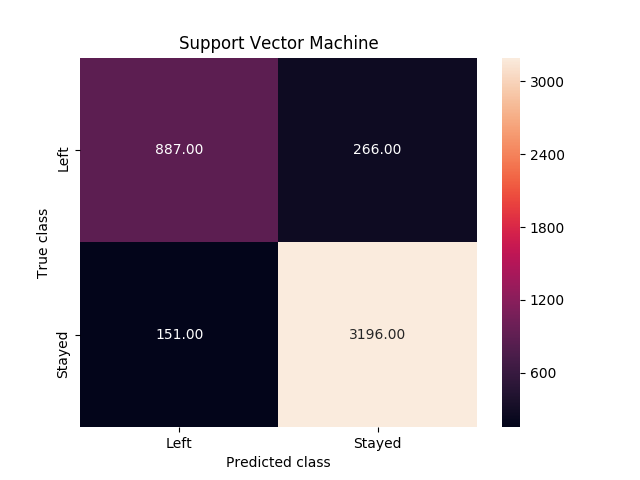 Support Vector Machine
Left
887.00
266.00
True class
Stayed
151.00
3196.00
Left
Stayed
Predicted class
3000
2400
1800
1200
600